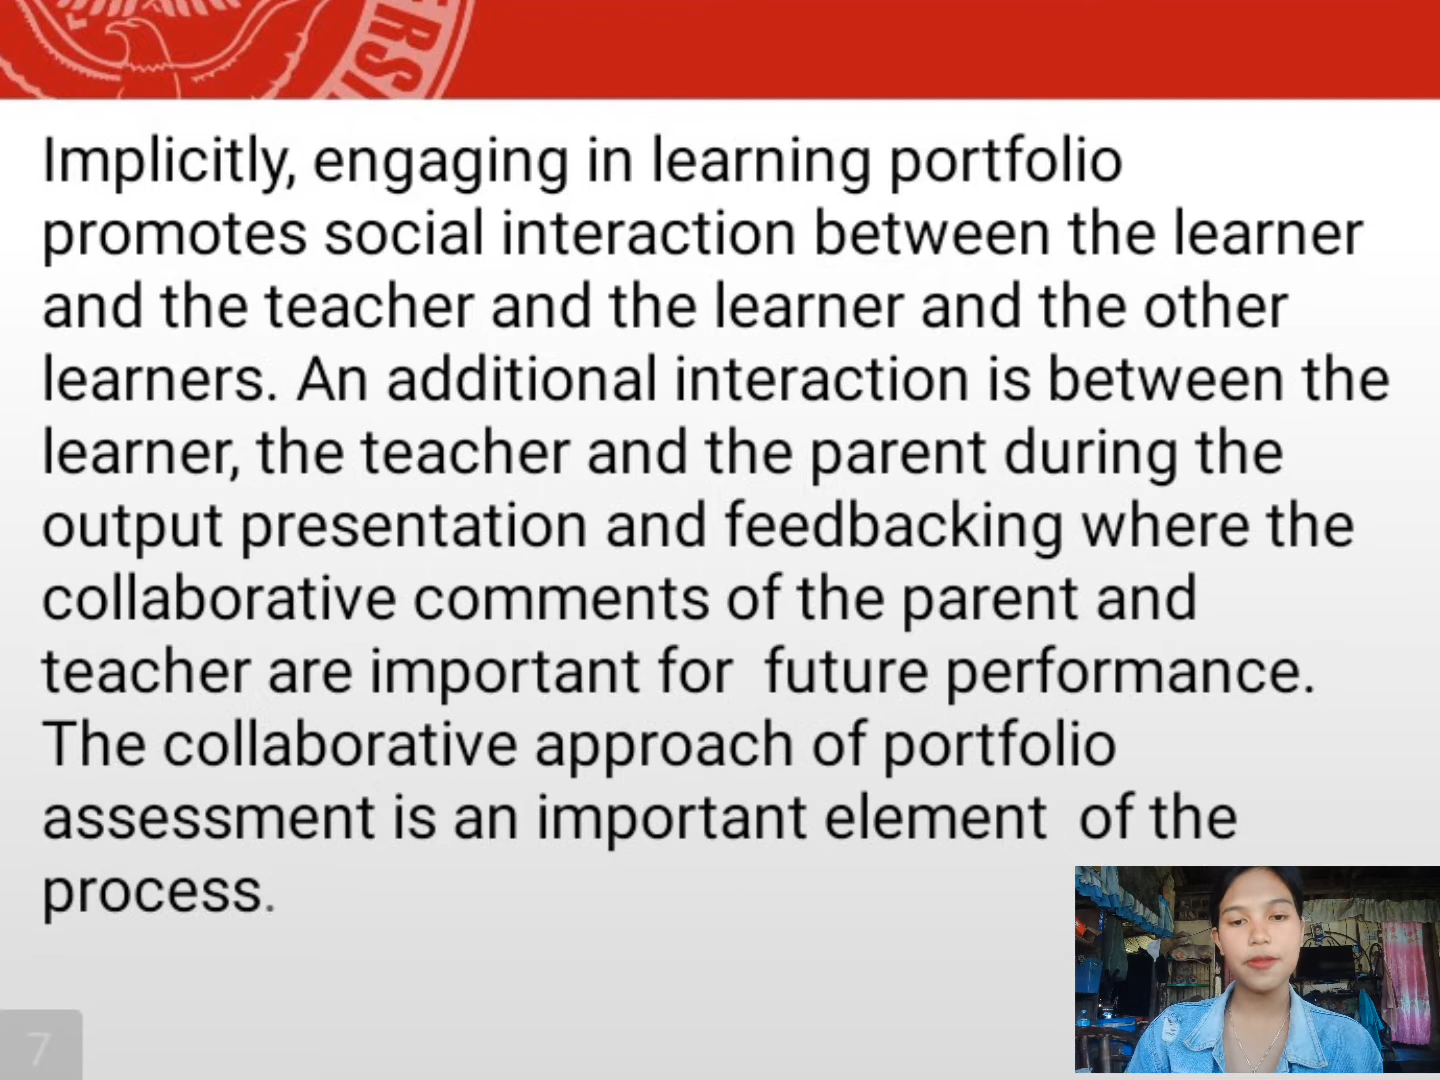 ERSI
Implicitly, engaging in learning portfolio
promotes social interaction between the learner
and the teacher and the learner and the other
learners. An additional interaction is between the
learner, the teacher and the parent during the
output presentation and feedbacking where the
collaborative comments of the parent and
teacher are important for  future performance.
The collaborative approach of portfolio
assessment is an important element  of the
process.
7